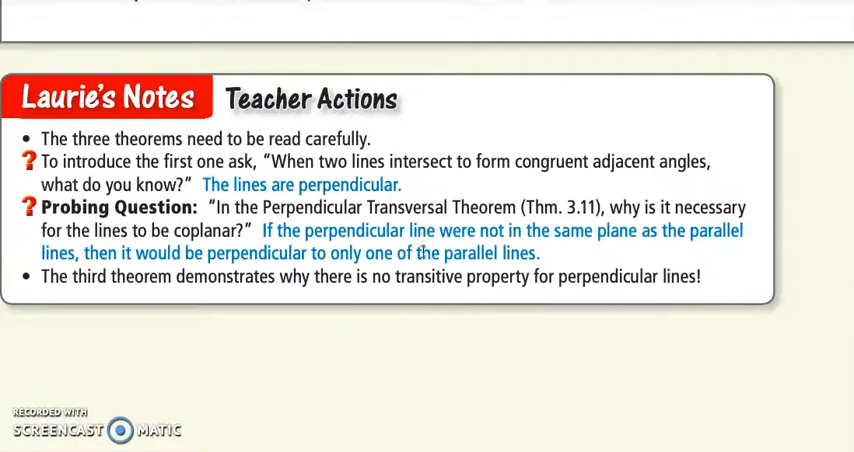 Laurie's Notes Teacher Actions
• The three theorems need to be read carefully.
? To introduce the first one ask, "When two lines intersect to form congruent adjacent angles,
what do you know?" The lines are perpendicular.
? Probing Question: "In the Perpendicular Transversal Theorem (Thm. 3.11), why is it necessary
for the lines to be coplanar?" If the perpendicular line were not in the same plane as the parallel
lines, then it would be perpendicular to only one of the parallel lines.
• The third theorem demonstrates why there is no transitive property for perpendicular lines!
RECORDED WITH
SCREENCAST MATIC